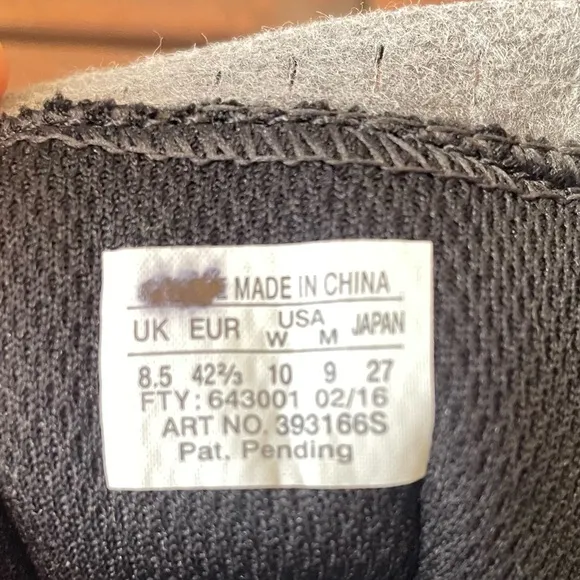 MADE IN CHINA
UK EUR USA W M JAPAN
8.5 42⅔ 10 9 27
FTY: 643001 02/16
ART NO. 393166S
Pat. Pending